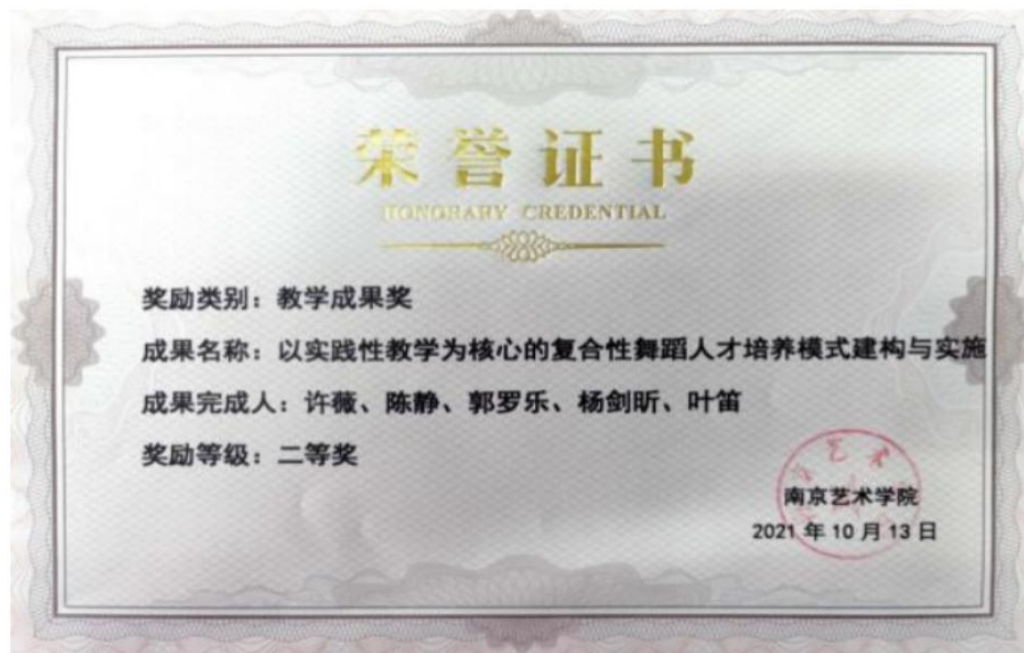 荣誉证书
HONORARY CREDENTIAL
奖励类别：教学成果奖
成果名称：以实践性教学为核心的复合性舞蹈人才培养模式建构与实施
成果完成人：许薇、陈静、郭罗乐、杨剑昕、叶笛
奖励等级：二等奖
南京艺术学院
2021 年 10 月 13 日